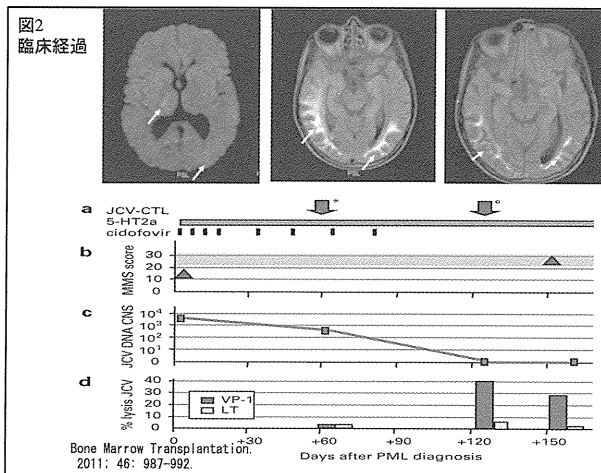 図2
臨床経過
a
JCV-CTL
5-HT2a
cidofovir
*
°
b
MMS score
30
20
10
0
c
JCV DNA CNS
10⁴
10³
10²
10¹
0
d
% lysis JCV
40
30
20
10
0
VP-1
LT
0
+30
+60
+90
+120
+150
Days after PML diagnosis
Bone Marrow Transplantation.
2011; 46: 987-992.